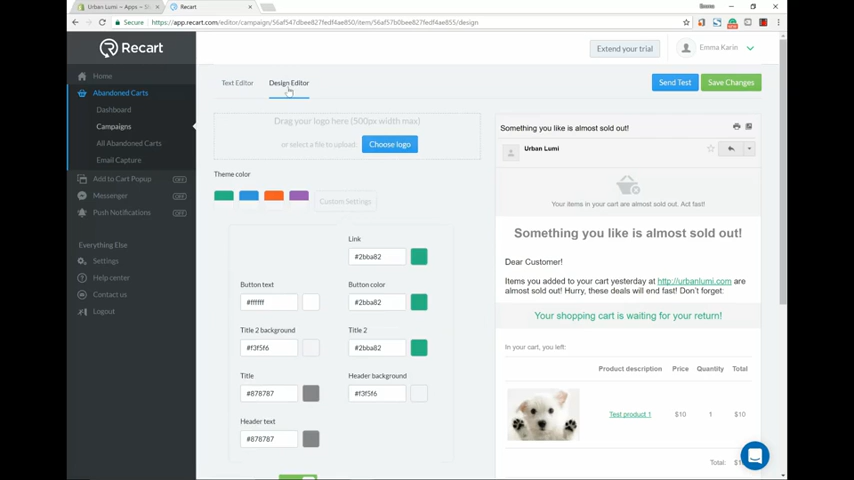 Urban Lumi ~ Apps ~ S
Recart
Emma
Secure
https://app.recart.com/editor/campaign/56af547dbee827fedf4ae850/item/56af57b0bee827fedf4ae855/design
Recart
Extend your trial
Emma Karin
Home
Abandoned Carts
Dashboard
Campaigns
All Abandoned Carts
Email Capture
Add to Cart Popup OFF
Messenger OFF
Push Notifications OFF
Everything Else
Settings
Help center
Contact us
Logout
Text Editor
Design Editor
Send Test
Save Changes
Drag your logo here (500px width max)
or select a file to upload:
Choose logo
Theme color
Custom Settings
Link
#2bba82
Button text
Button color
#ffffff
#2bba82
Title 2 background
Title 2
#f3f5f6
#2bba82
Title
Header background
#878787
#f3f5f6
Header text
#878787
Something you like is almost sold out!
Urban Lumi
Your items in your cart are almost sold out. Act fast!
Something you like is almost sold out!
Dear Customer!
Items you added to your cart yesterday at http://urbanlumi.com are
almost sold out! Hurry, these deals will end fast! Don't forget:
Your shopping cart is waiting for your return!
In your cart, you left:
Product description Price Quantity Total
Test product 1 $10 1 $10
Total: